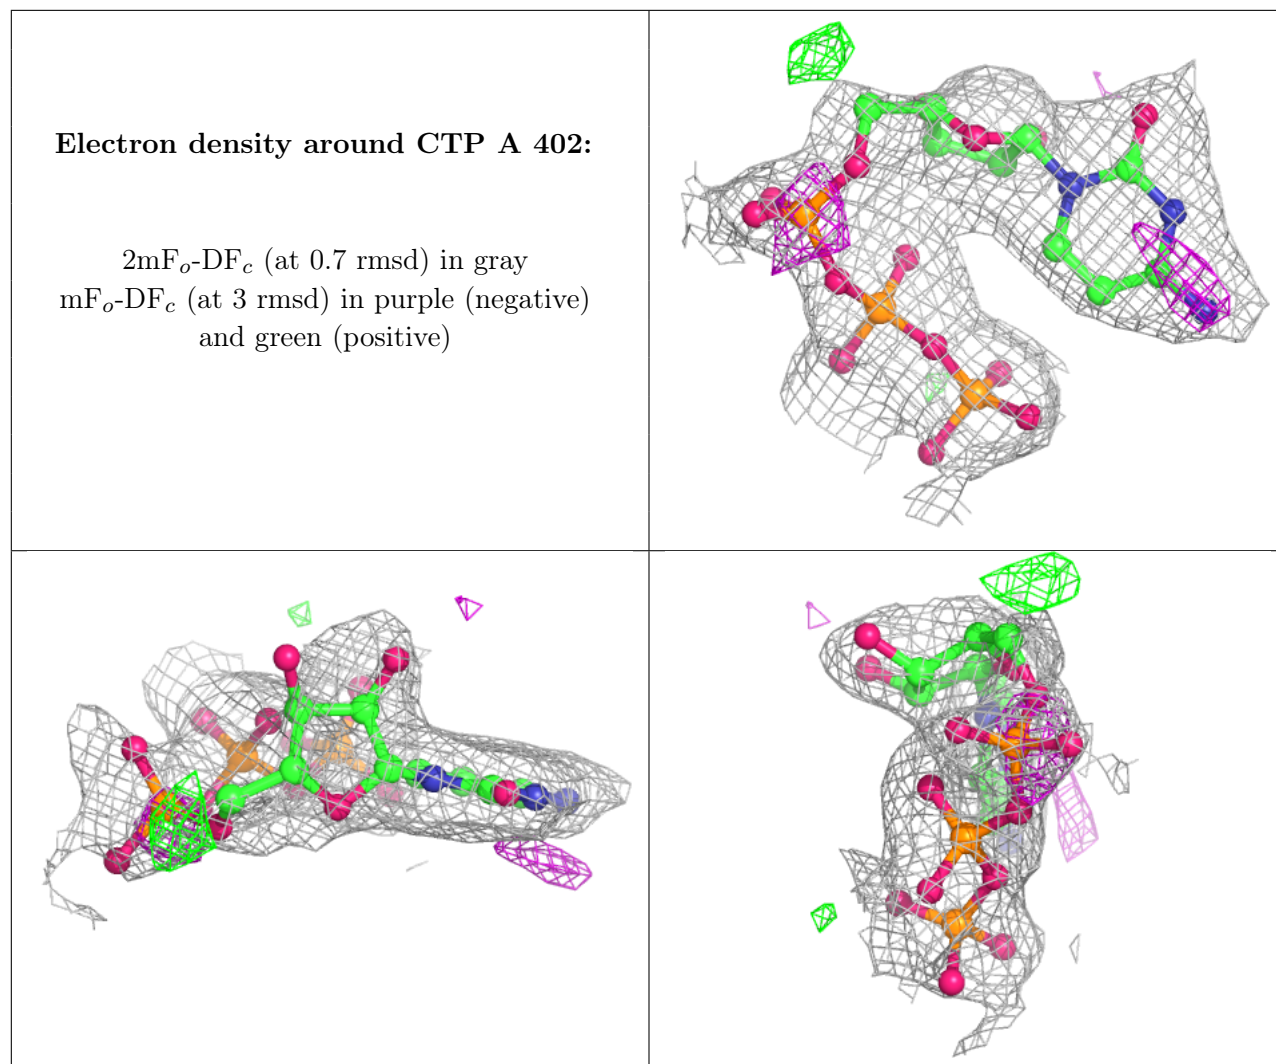 Electron density around CTP A 402:
2mFo-DFc (at 0.7 rmsd) in gray
mFo-DFc (at 3 rmsd) in purple (negative)
and green (positive)